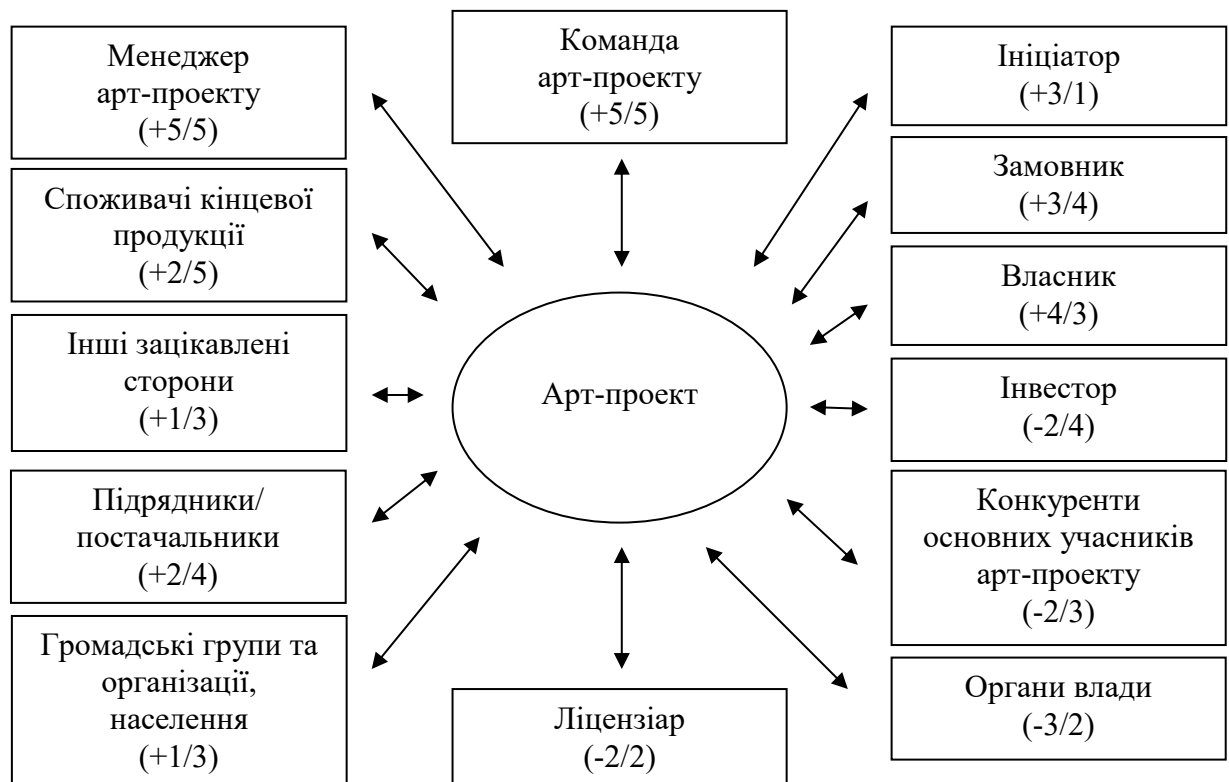 Менеджер
арт-проекту
(+5/5)
Команда
арт-проекту
(+5/5)
Ініціатор
(+3/1)
Замовник
(+3/4)
Споживачі кінцевої
продукції
(+2/5)
Власник
(+4/3)
Інші зацікавлені
сторони
(+1/3)
Арт-проект
Інвестор
(-2/4)
Підрядники/
постачальники
(+2/4)
Конкуренти
основних учасників
арт-проекту
(-2/3)
Громадські групи та
організації,
населення
(+1/3)
Ліцензіар
(-2/2)
Органи влади
(-3/2)